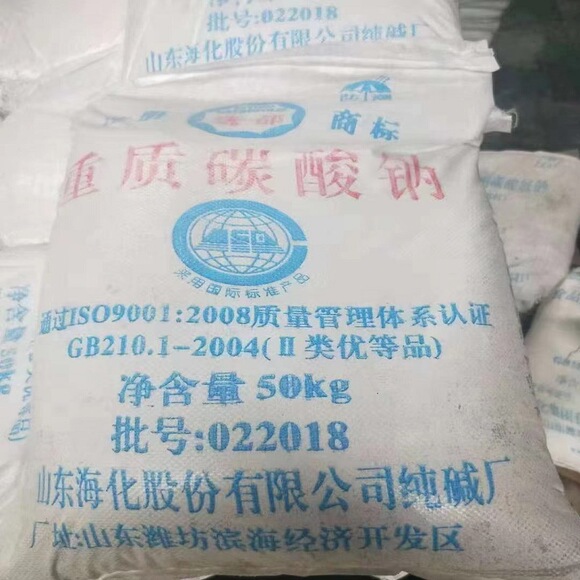 山东海化股份有限公司纯碱厂
批号:022018
商标
重质碳酸钠
采用国际标准产品
通过ISO9001:2008质量管理体系认证
GB210.1-2004(Ⅱ类优等品)
净含量50kg
批号:022018
山东海化股份有限公司纯碱厂
厂址:山东潍坊滨海经济开发区
净含量